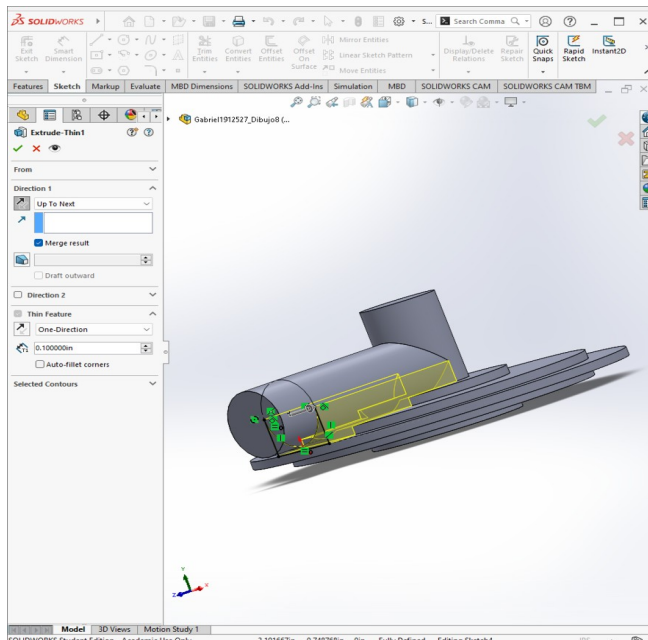 SOLIDWORKS
S...
Search Comma
Exit Sketch
Smart Dimension
Trim Entities
Convert Entities
Offset Entities
Offset On Surface
Mirror Entities
Linear Sketch Pattern
Move Entities
Display/Delete Relations
Repair Sketch
Quick Snaps
Rapid Sketch
Instant2D
Features Sketch Markup Evaluate MBD Dimensions SOLIDWORKS Add-Ins Simulation MBD SOLIDWORKS CAM SOLIDWORKS CAM TBM
Gabriel1912527_Dibujo8 (...
Extrude-Thin1
From
Direction 1
Up To Next
Merge result
Draft outward
Direction 2
Thin Feature
One-Direction
0.100000in
Auto-fillet corners
Selected Contours
Y
X
Z
Model 3D Views Motion Study 1
SOLIDWORKS Student Edition - Academic Use Only
0in Fully Defined Editing Sketch1